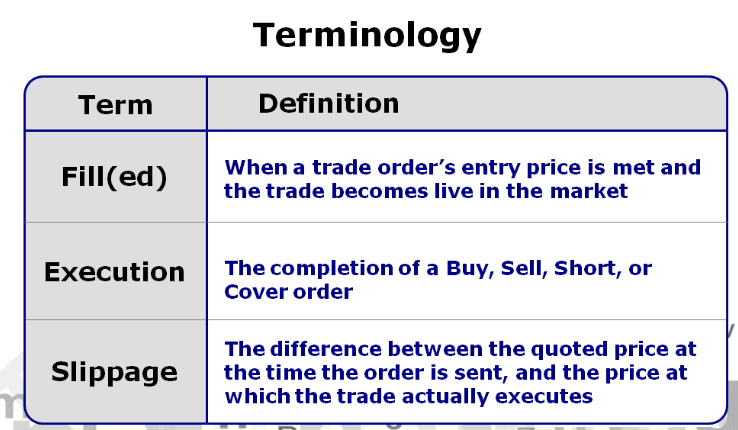 Terminology
Term
Definition
Fill(ed)
When a trade order’s entry price is met and
the trade becomes live in the market
Execution
The completion of a Buy, Sell, Short, or
Cover order
Slippage
The difference between the quoted price at
the time the order is sent, and the price at
which the trade actually executes